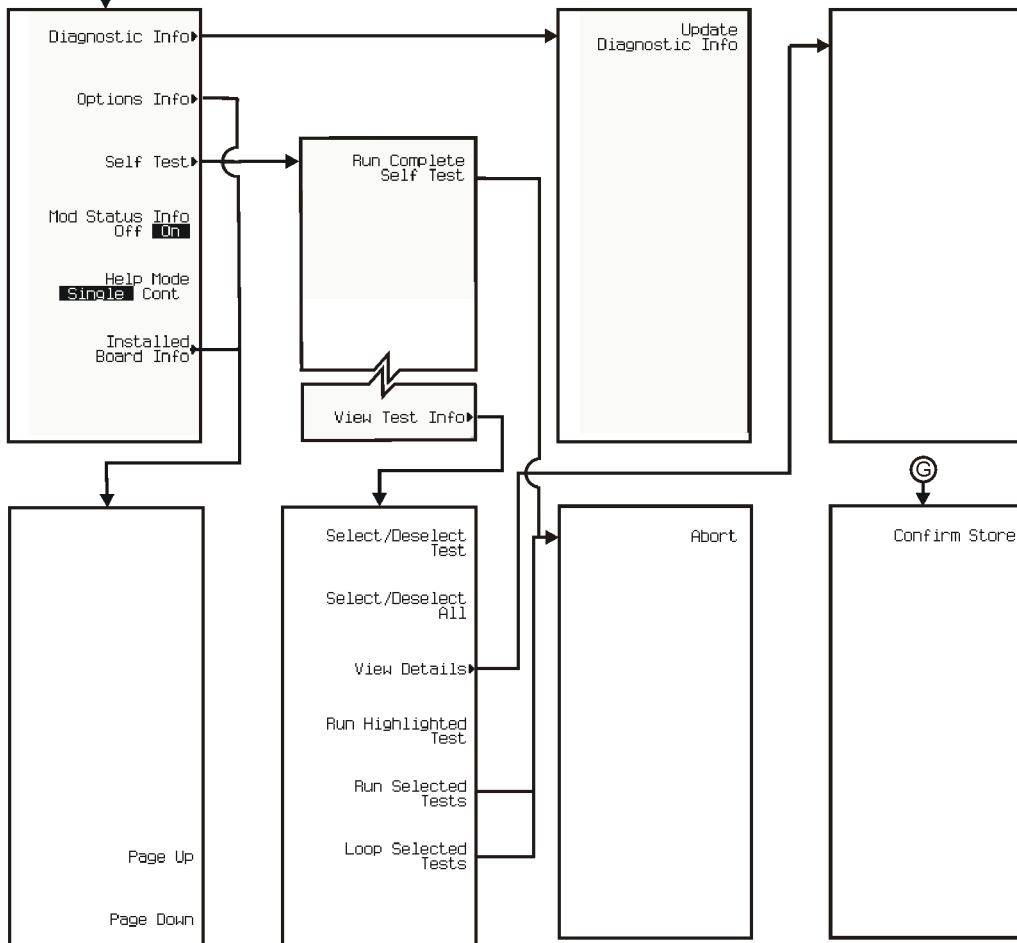 Diagnostic Info
Options Info
Self Test
Mod Status Info
Off On
Help Mode
Single Cont
Installed
Board Info
Run Complete
Self Test
View Test Info
Update
Diagnostic Info
Page Up
Page Down
Select/Deselect
Test
Select/Deselect
All
View Details
Run Highlighted
Test
Run Selected
Tests
Loop Selected
Tests
Abort
G
Confirm Store